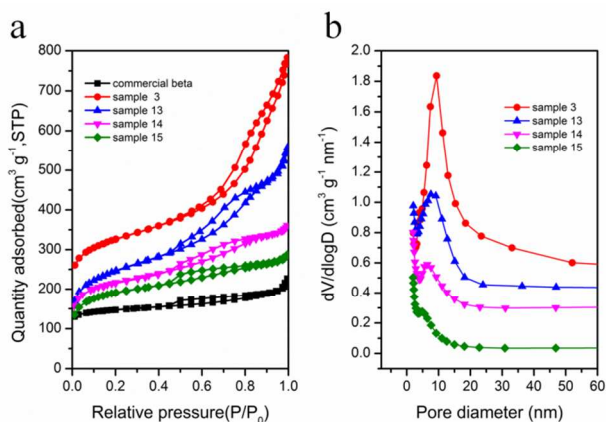 a
800
700
600
500
400
300
200
100
0
Quantity adsorbed(cm³ g⁻¹,STP)
commercial beta
sample 3
sample 13
sample 14
sample 15
0.0 0.2 0.4 0.6 0.8 1.0
Relative pressure(P/P₀)
b
2.0
1.8
1.6
1.4
1.2
1.0
0.8
0.6
0.4
0.2
0.0
dV/dlogD (cm³ g⁻¹ nm⁻¹)
sample 3
sample 13
sample 14
sample 15
-10 0 10 20 30 40 50 60
Pore diameter (nm)